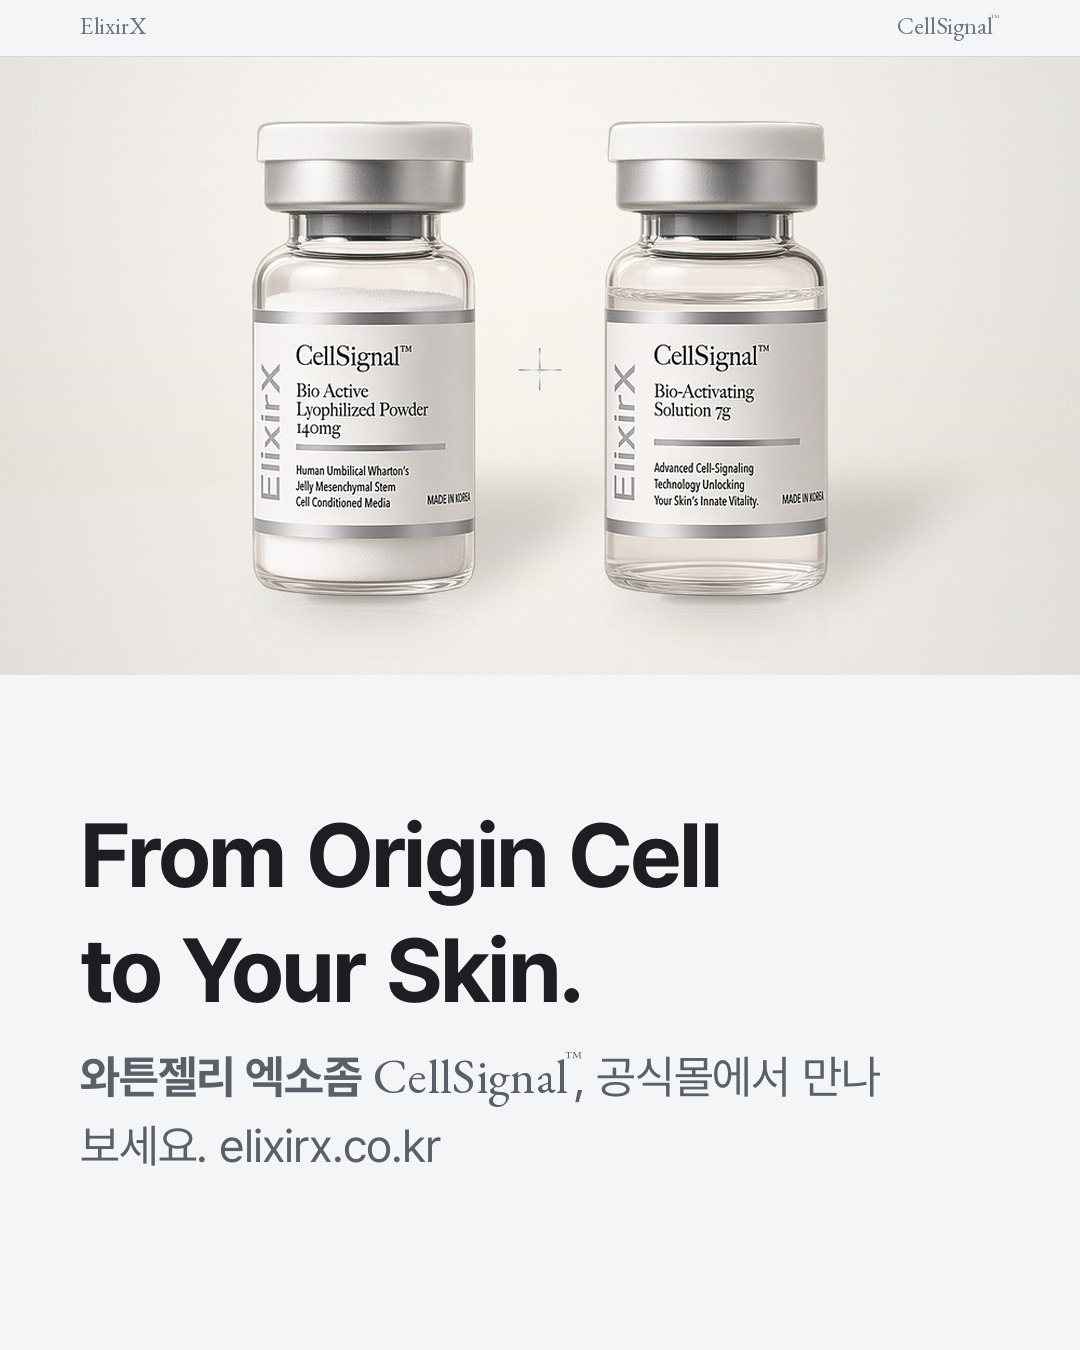 ElixirX
CellSignal™
ElixirX
CellSignal™
Bio Active
Lyophilized Powder
140mg
Human Umbilical Wharton's
Jelly Mesenchymal Stem
Cell Conditioned Media
MADE IN KOREA
ElixirX
CellSignal™
Bio-Activating
Solution 7g
Advanced Cell-Signaling
Technology Unlocking
Your Skin's Innate Vitality.
MADE IN KOREA
From Origin Cell
to Your Skin.
와튼젤리 엑소좀 CellSignal™, 공식몰에서 만나
보세요. elixirx.co.kr